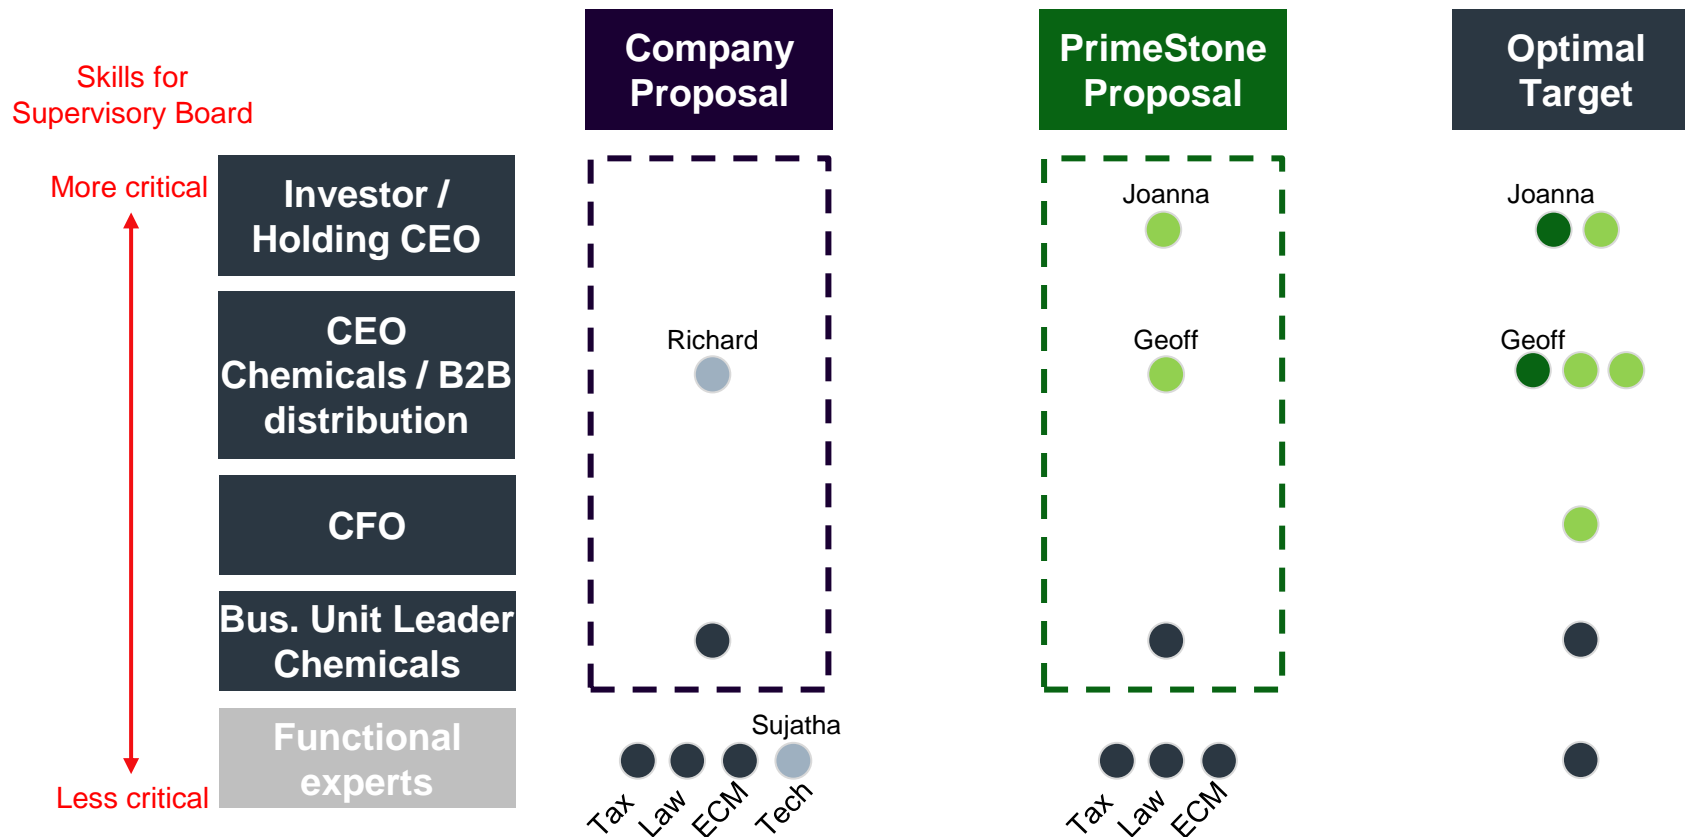 Company
Proposal
PrimeStone
Proposal
Optimal
Target
Skills for
Supervisory Board
More critical
Investor /
Holding CEO
Joanna
Joanna
CEO
Chemicals / B2B
distribution
Richard
Geoff
Geoff
CFO
Bus. Unit Leader
Chemicals
Functional
experts
Sujatha
Less critical
Tax
Law
ECM
Tech
Tax
Law
ECM